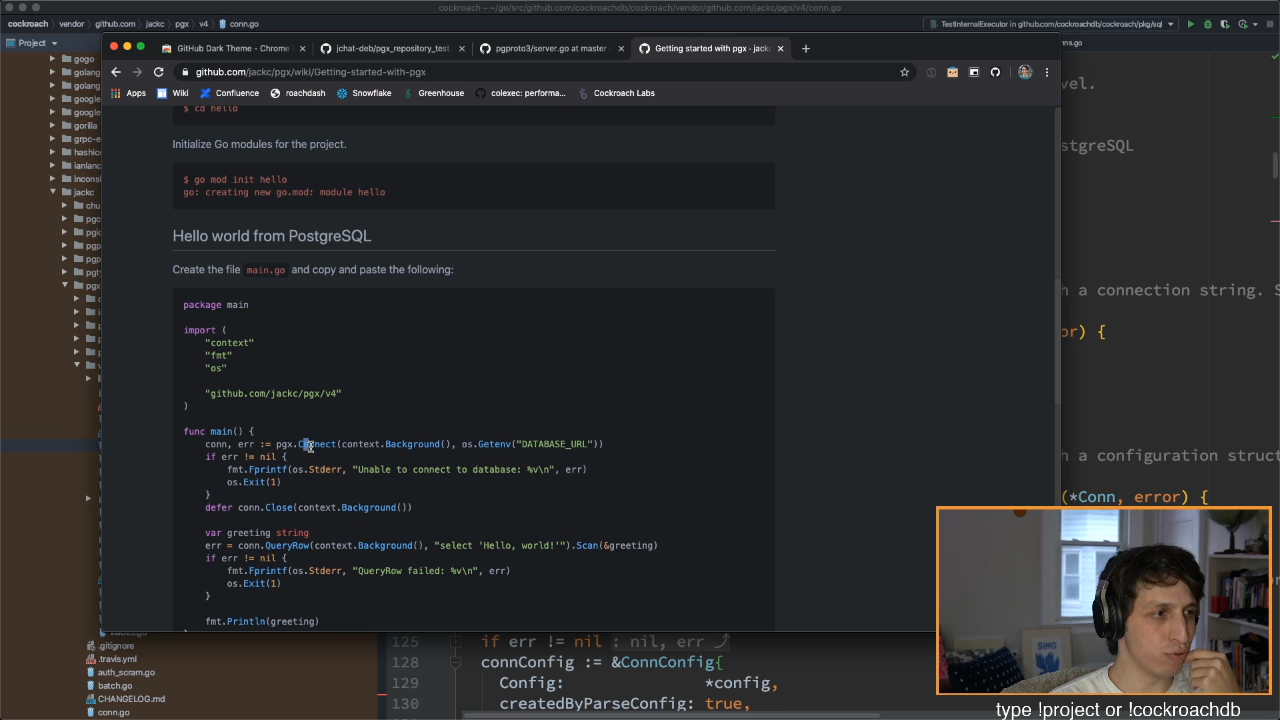 cockroach – ~/go/src/github.com/cockroachdb/cockroach/vendor/github.com/jackc/pgx/v4/conn.go
cockroach
vendor
github.com
jackc
pgx
v4
conn.go
TestInternalExecutor in github.com/cockroachdb/cockroach/pkg/sql
Project
GitHub Dark Theme - Chrome
jchat-deb/pgx_repository_test
pgproto3/server.go at master
Getting started with pgx · jackc
ns.go
github.com/jackc/pgx/wiki/Getting-started-with-pgx
Apps
Wiki
Confluence
roachdash
Snowflake
Greenhouse
colexec: performa...
Cockroach Labs
gogo
golang
golang
google
google
gorilla
grpc-e
hashic
ianlanc
incons
jackc
chu
pgc
pgi
pgp
pgp
pgt
pgx
$ cd hello
Initialize Go modules for the project.
$ go mod init hello
go: creating new go.mod: module hello
Hello world from PostgreSQL
Create the file main.go and copy and paste the following:
package main
import (
"context"
"fmt"
"os"
"github.com/jackc/pgx/v4"
)
func main() {
conn, err := pgx.Connect(context.Background(), os.Getenv("DATABASE_URL"))
if err != nil {
fmt.Fprintf(os.Stderr, "Unable to connect to database: %v\n", err)
os.Exit(1)
}
defer conn.Close(context.Background())
var greeting string
err = conn.QueryRow(context.Background(), "select 'Hello, world!'").Scan(&greeting)
if err != nil {
fmt.Fprintf(os.Stderr, "QueryRow failed: %v\n", err)
os.Exit(1)
}
fmt.Println(greeting)
vel.
stgreSQL
h a connection string. S
or) {
h a configuration struct
(*Conn, error) {
.gitignore
.travis.yml
auth_scram.go
batch.go
CHANGELOG.md
conn.go
125 if err != nil : nil, err
128 connConfig := &ConnConfig{
129 Config: *config,
130 createdByParseConfig: true,
SING
type !project or !cockroachdb